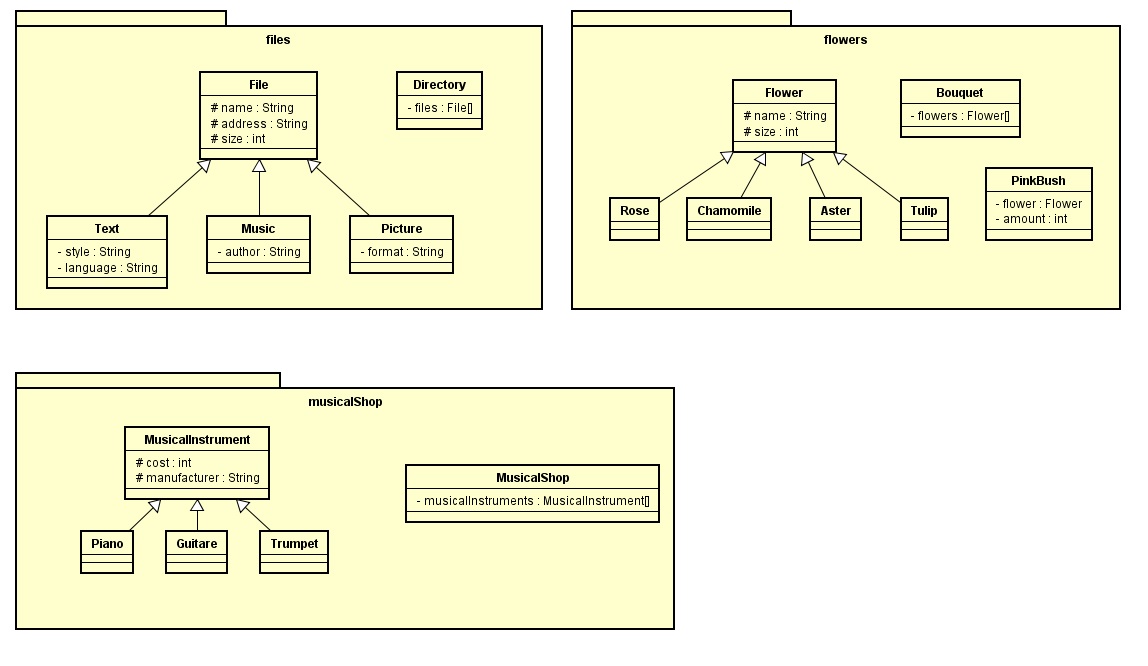 files
File
# name : String
# address : String
# size : int
Directory
- files : File[]
Text
- style : String
- language : String
Music
- author : String
Picture
- format : String
flowers
Flower
# name : String
# size : int
Bouquet
- flowers : Flower[]
PinkBush
- flower : Flower
- amount : int
Rose
Chamomile
Aster
Tulip
musicalShop
MusicalInstrument
# cost : int
# manufacturer : String
MusicalShop
- musicalInstruments : MusicalInstrument[]
Piano
Guitare
Trumpet